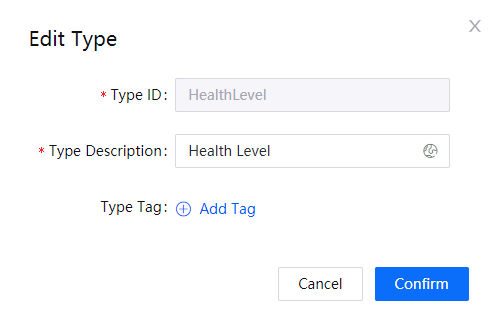 Edit Type
* Type ID: HealthLevel
* Type Description: Health Level
Type Tag: Add Tag
Cancel Confirm